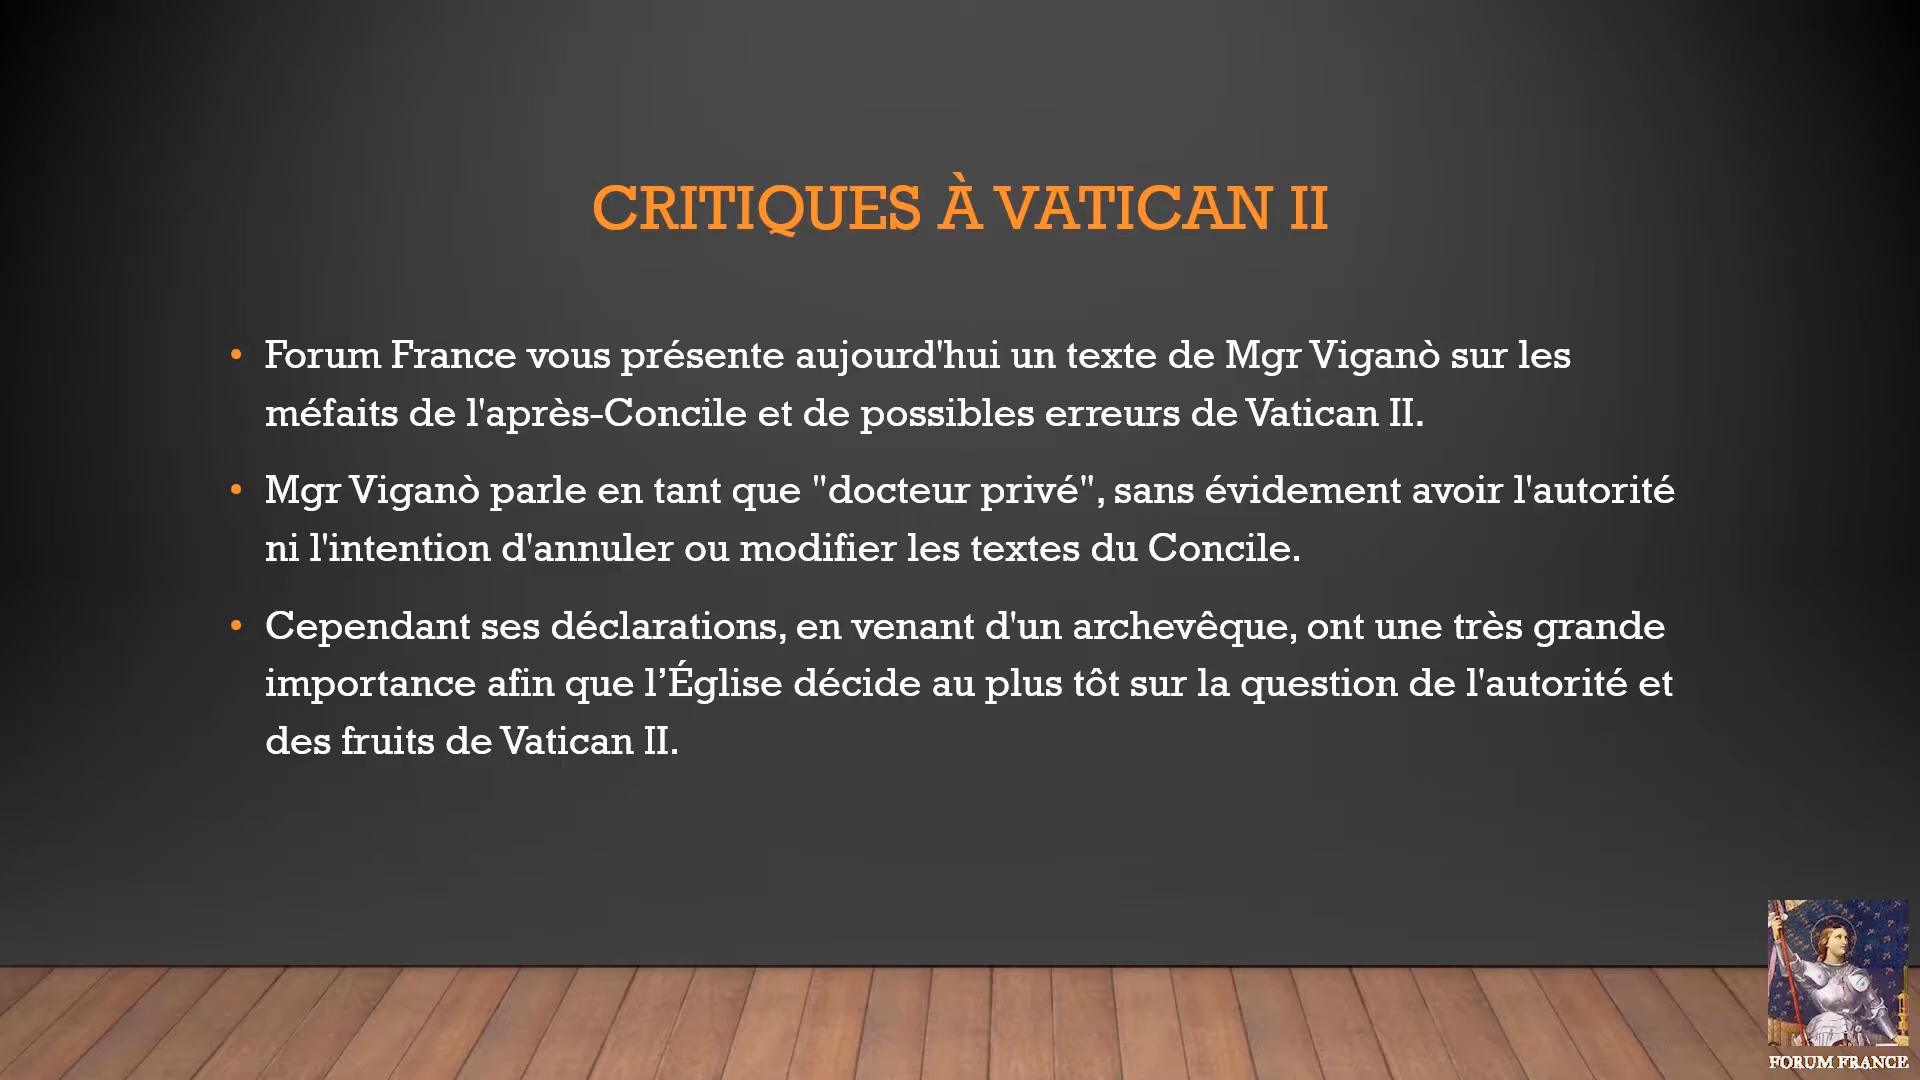 CRITIQUES À VATICAN II
• Forum France vous présente aujourd'hui un texte de Mgr Viganò sur les
méfaits de l'après-Concile et de possibles erreurs de Vatican II.
• Mgr Viganò parle en tant que "docteur privé", sans évidement avoir l'autorité
ni l'intention d'annuler ou modifier les textes du Concile.
• Cependant ses déclarations, en venant d'un archevêque, ont une très grande
importance afin que l’Église décide au plus tôt sur la question de l'autorité et
des fruits de Vatican II.
FORUM FRANCE